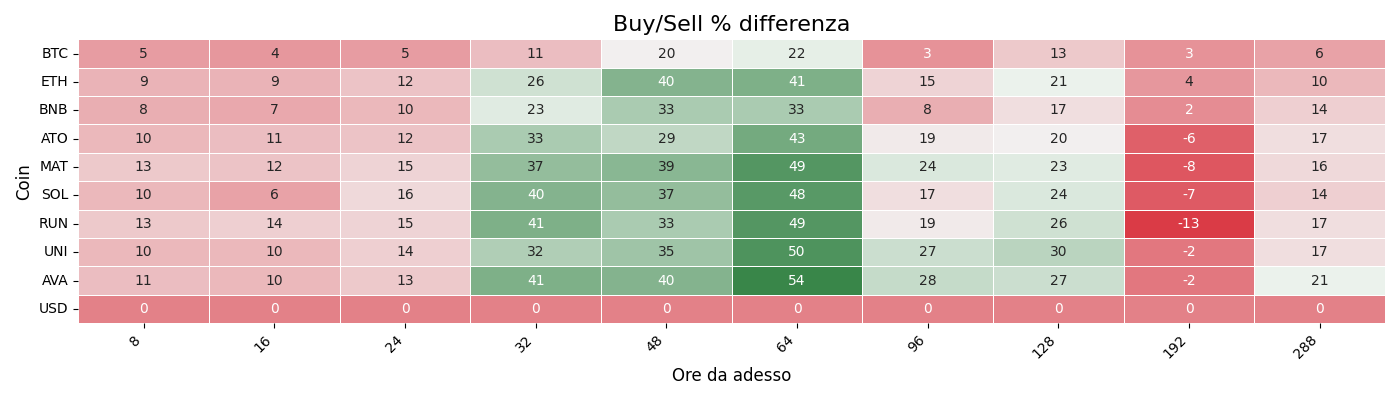 Buy/Sell % differenza
Coin
BTC 5 4 5 11 20 22 3 13 3 6
ETH 9 9 12 26 40 41 15 21 4 10
BNB 8 7 10 23 33 33 8 17 2 14
ATO 10 11 12 33 29 43 19 20 -6 17
MAT 13 12 15 37 39 49 24 23 -8 16
SOL 10 6 16 40 37 48 17 24 -7 14
RUN 13 14 15 41 33 49 19 26 -13 17
UNI 10 10 14 32 35 50 27 30 -2 17
AVA 11 10 13 41 40 54 28 27 -2 21
USD 0 0 0 0 0 0 0 0 0 0
8 16 24 32 48 64 96 128 192 288
Ore da adesso